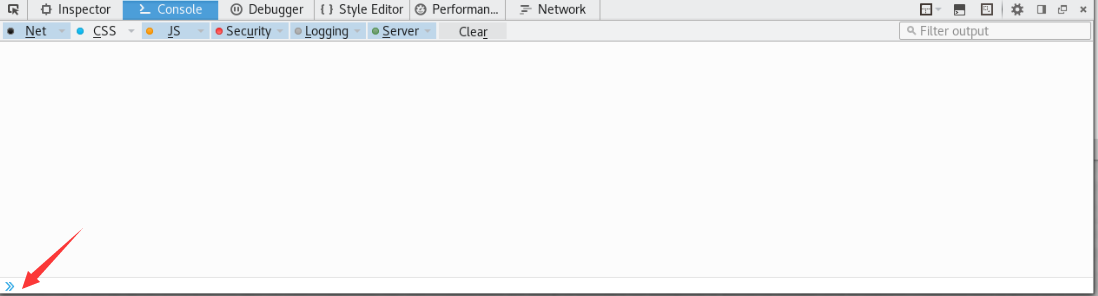 Inspector Console Debugger { } Style Editor Performan... Network
Net CSS JS Security Logging Server Clear Filter output
»